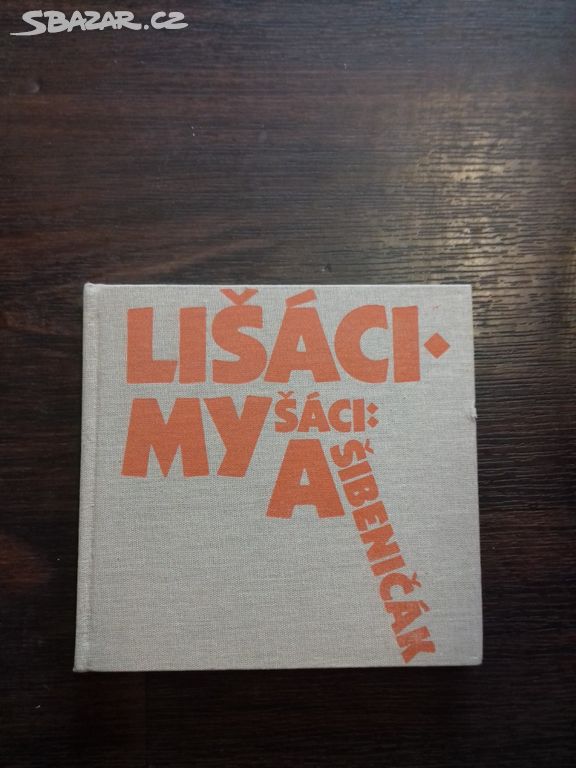 SBAZAR.CZ
LIŠÁCI·
MYŠÁCI:
A
ŠIBENIČÁK